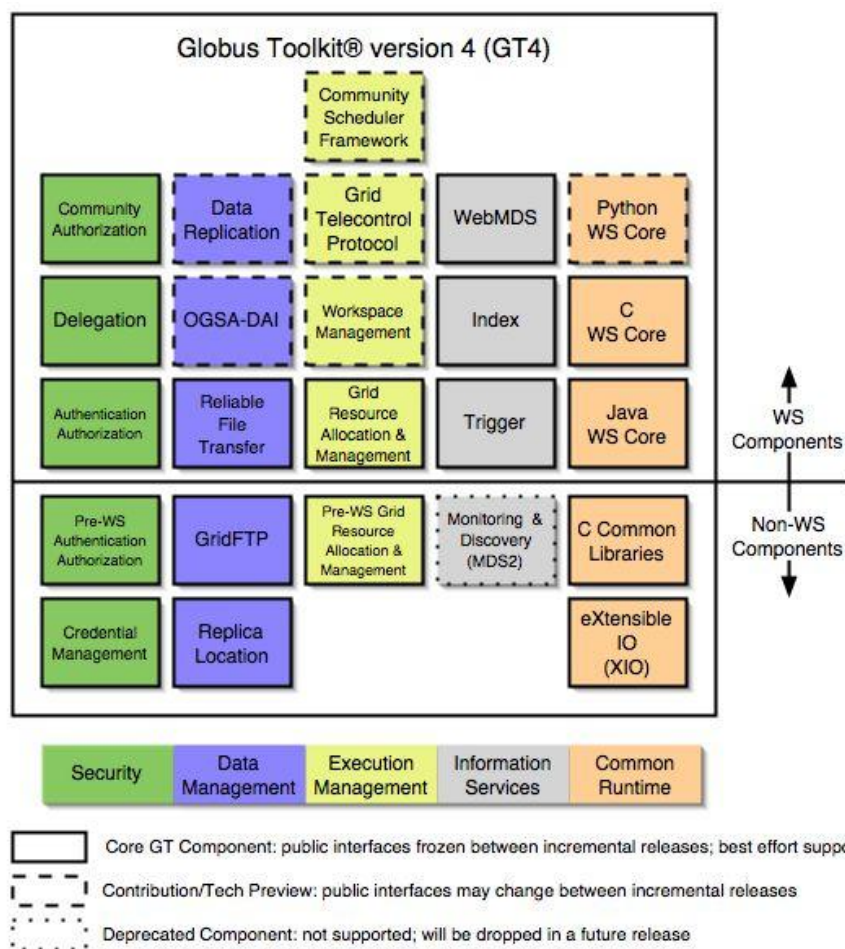 Globus Toolkit® version 4 (GT4)
Community
Scheduler
Framework
Community
Authorization
Data
Replication
Grid
Telecontrol
Protocol
WebMDS
Python
WS Core
Delegation
OGSA-DAI
Workspace
Management
Index
C
WS Core
Authentication
Authorization
Reliable
File
Transfer
Grid
Resource
Allocation &
Management
Trigger
Java
WS Core
WS
Components
Non-WS
Components
Pre-WS
Authentication
Authorization
GridFTP
Pre-WS Grid
Resource
Allocation &
Management
Monitoring &
Discovery
(MDS2)
C Common
Libraries
Credential
Management
Replica
Location
eXtensible
IO
(XIO)
Security
Data
Management
Execution
Management
Information
Services
Common
Runtime
Core GT Component: public interfaces frozen between incremental releases; best effort suppo
Contribution/Tech Preview: public interfaces may change between incremental releases
Deprecated Component: not supported; will be dropped in a future release